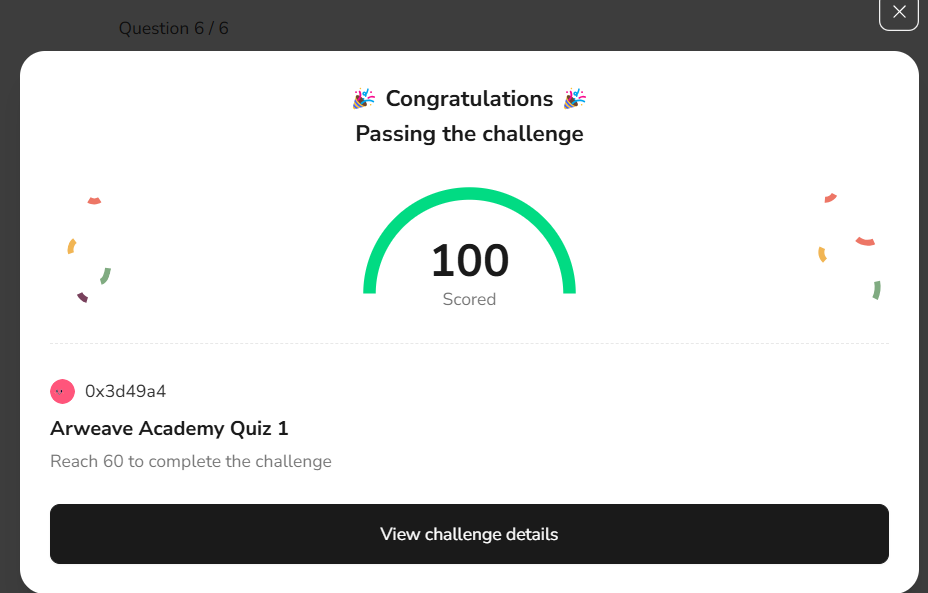 Question 6 / 6
🎉 Congratulations 🎉
Passing the challenge
100
Scored
0x3d49a4
Arweave Academy Quiz 1
Reach 60 to complete the challenge
View challenge details